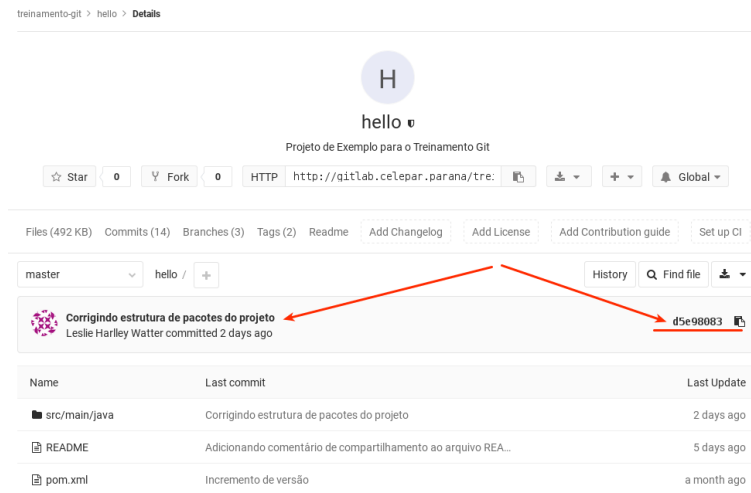 treinamento-git > hello > Details
H
hello
Projeto de Exemplo para o Treinamento Git
Star 0 Fork 0 HTTP http://gitlab.celepar.parana/trei Global
Files (492 KB) Commits (14) Branches (3) Tags (2) Readme Add Changelog Add License Add Contribution guide Set up CI
master hello / + History Find file
Corrigindo estrutura de pacotes do projeto
Leslie Harlley Watter committed 2 days ago
d5e98083
Name Last commit Last Update
src/main/java Corrigindo estrutura de pacotes do projeto 2 days ago
README Adicionando comentário de compartilhamento ao arquivo REA... 5 days ago
pom.xml Incremento de versão a month ago